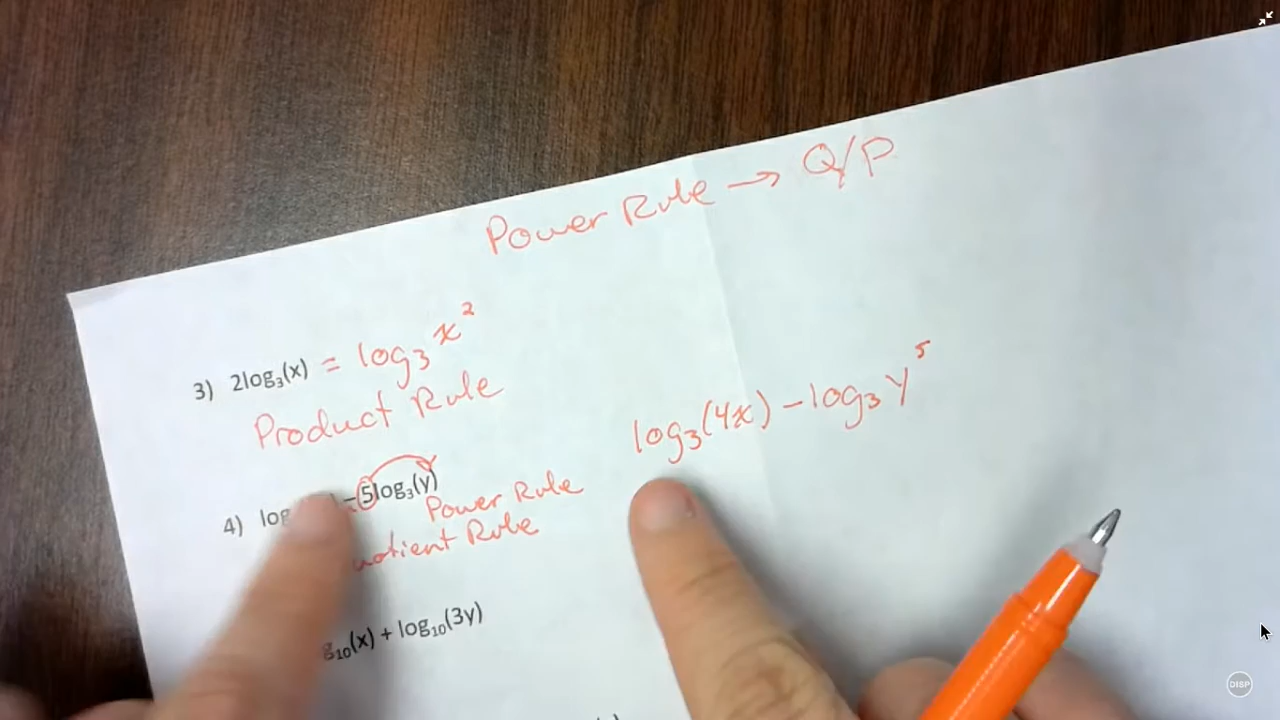 Power Rule → Q/P
3) 2log₃(x) = log₃ x²
Product Rule
log₃(4x) - log₃ y⁵
4) log - 5log₃(y)
Power Rule
uotient Rule
g₁₀(x) + log₁₀(3y)
DISP